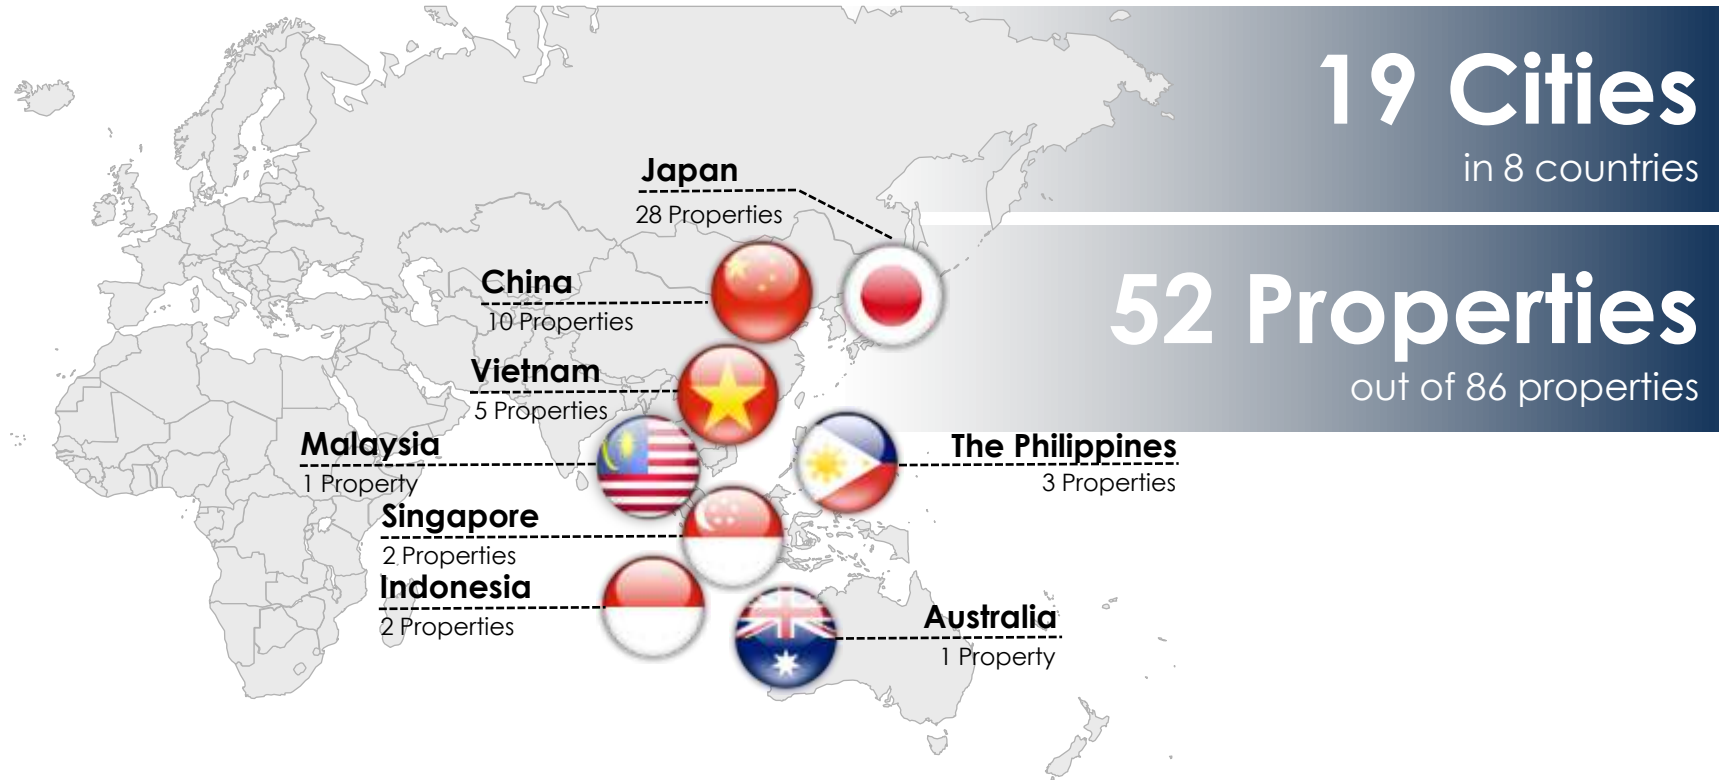 19 Cities
in 8 countries
52 Properties
out of 86 properties
Japan
28 Properties
China
10 Properties
Vietnam
5 Properties
Malaysia
1 Property
The Philippines
3 Properties
Singapore
2 Properties
Indonesia
2 Properties
Australia
1 Property